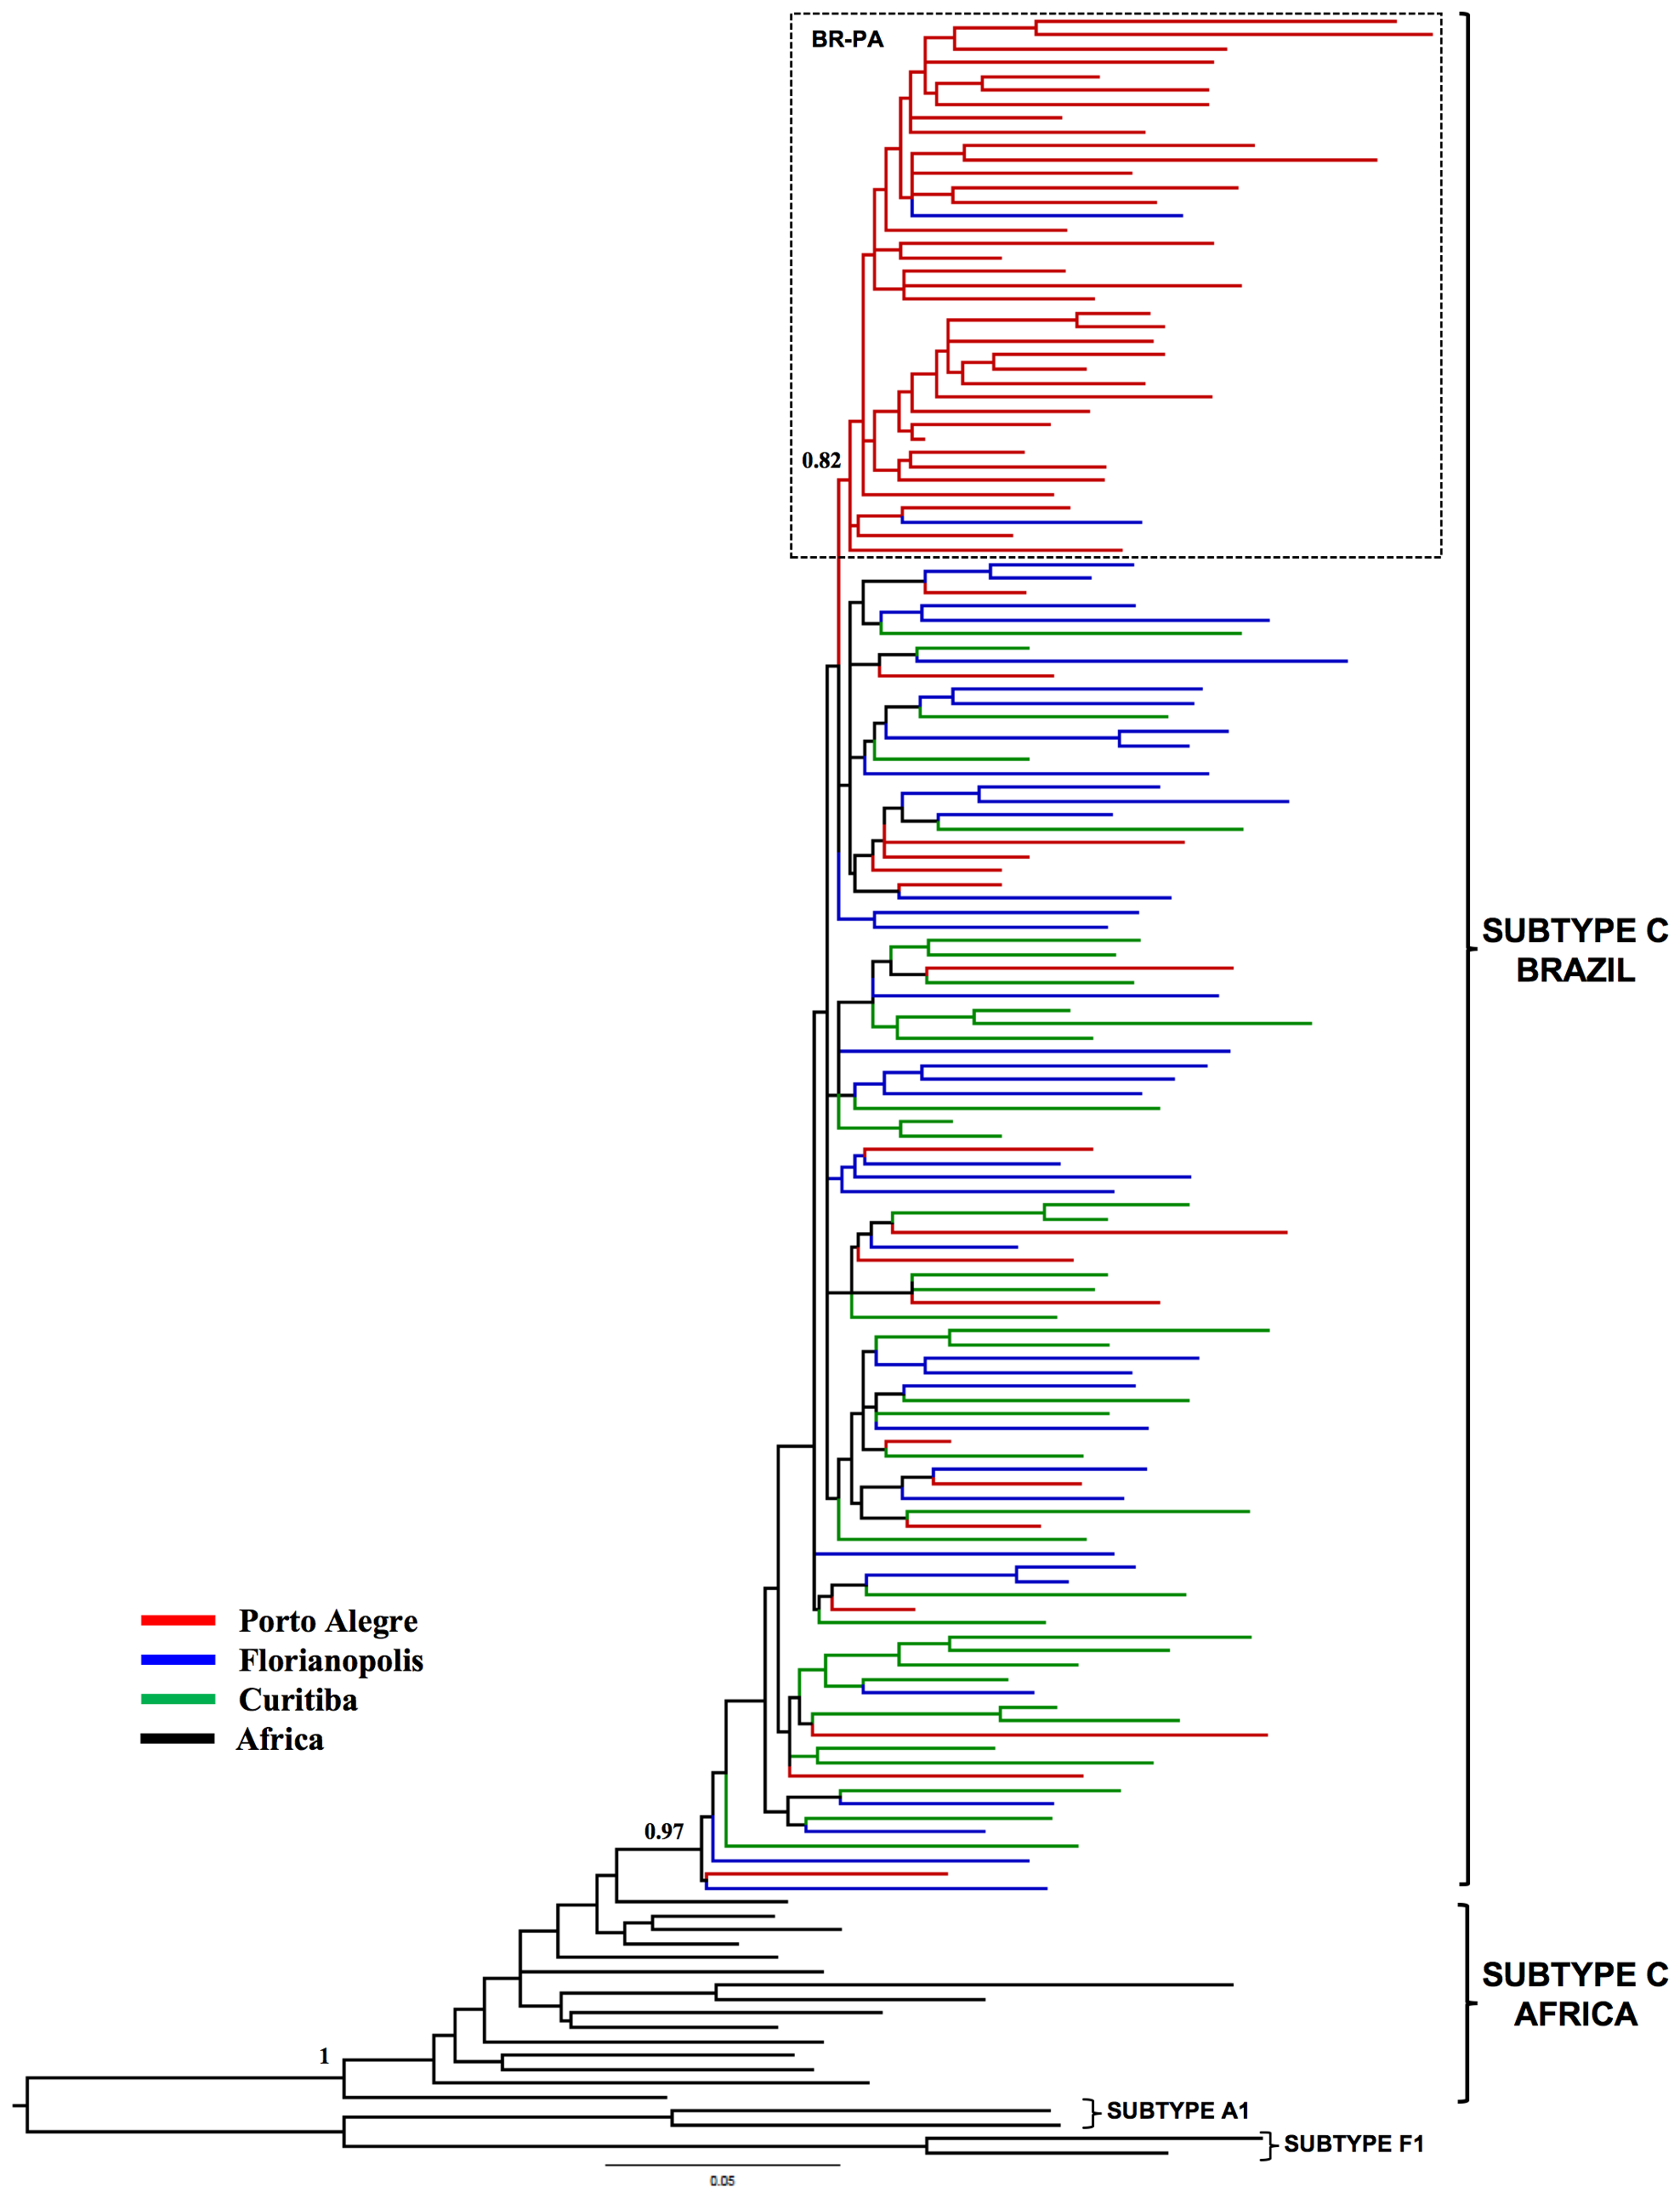 BR-PA
0.82
SUBTYPE C
BRAZIL
Porto Alegre
Florianopolis
Curitiba
Africa
0.97
SUBTYPE C
AFRICA
1
SUBTYPE A1
SUBTYPE F1
0.05